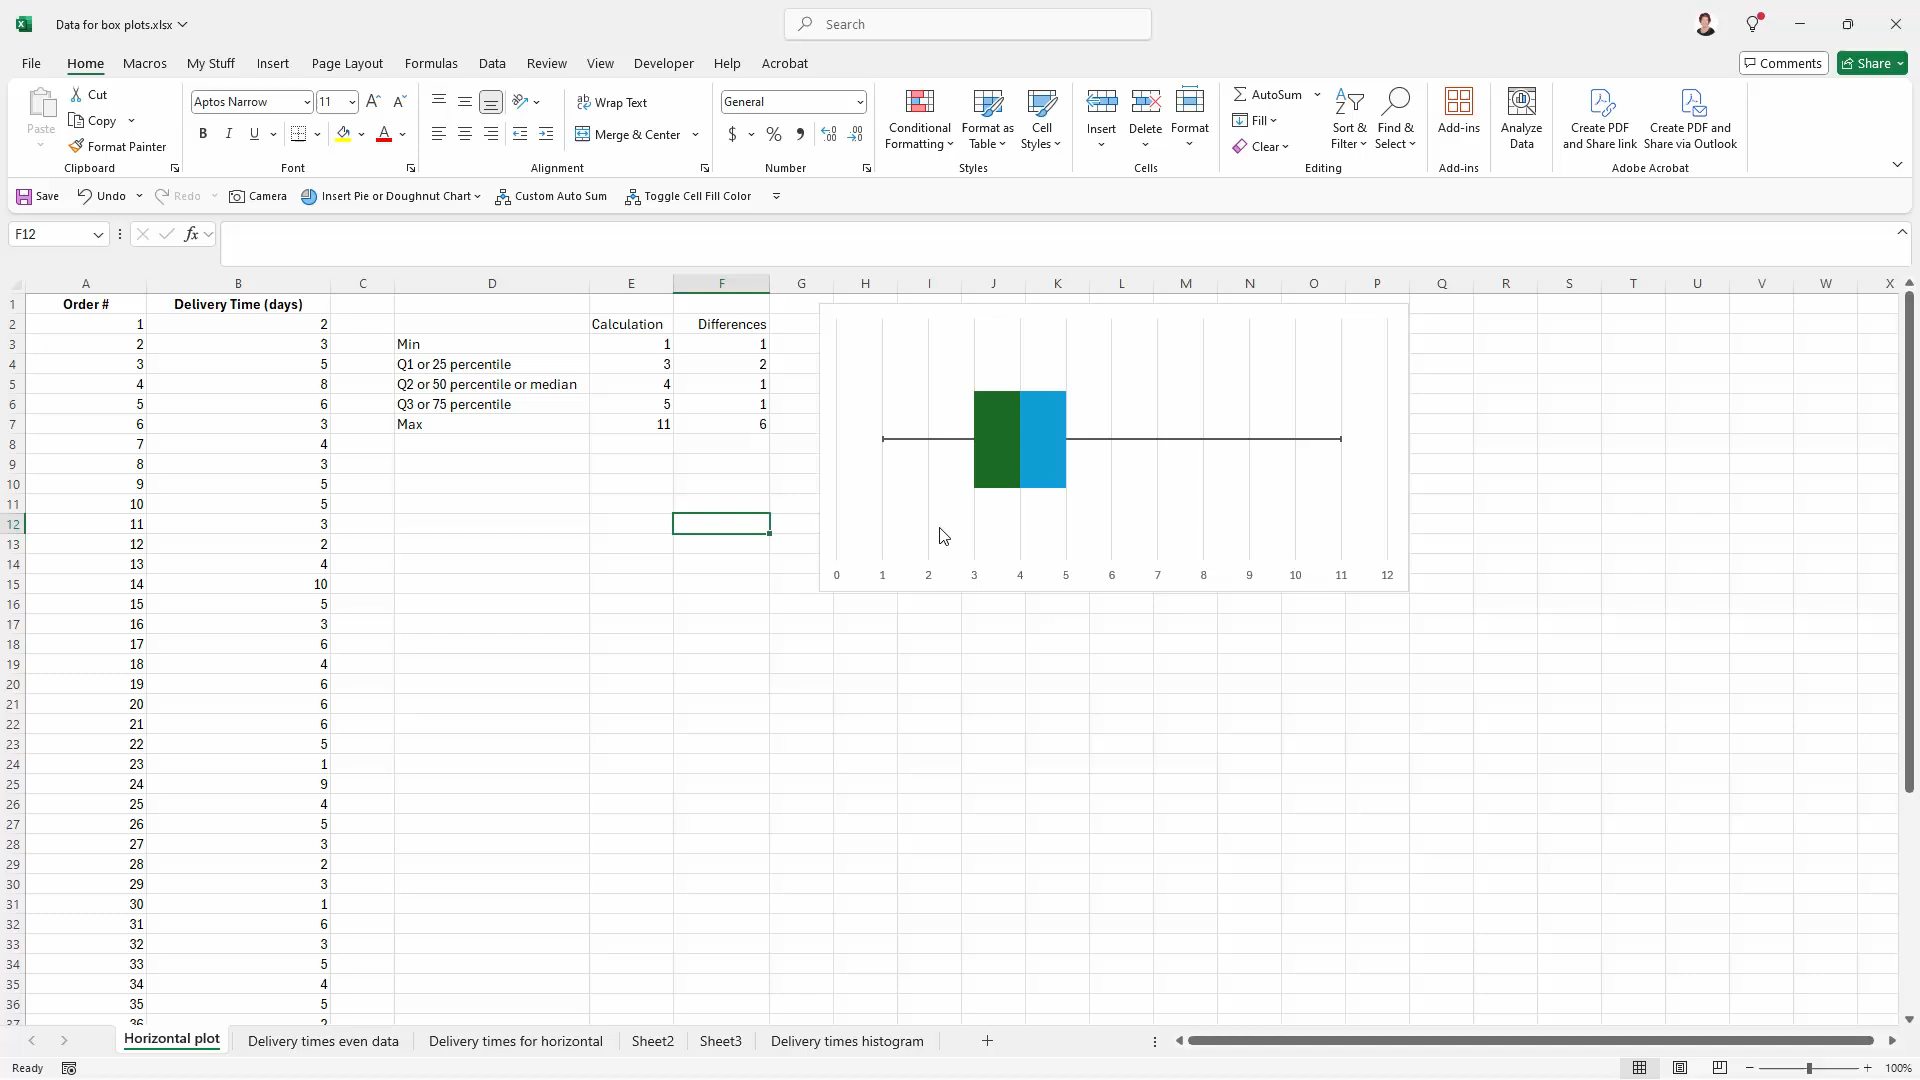 Data for box plots.xlsx
Search
File Home Macros My Stuff Insert Page Layout Formulas Data Review View Developer Help Acrobat
Comments Share
Paste
Cut
Copy
Format Painter
Clipboard
Aptos Narrow 11
B I U
Font
Wrap Text
Merge & Center
Alignment
General
$ % ,
Number
Conditional Formatting
Format as Table
Cell Styles
Styles
Insert Delete Format
Cells
AutoSum
Fill
Clear
Sort & Filter
Find & Select
Editing
Add-ins
Add-ins
Analyze Data
Create PDF and Share link
Create PDF and Share via Outlook
Adobe Acrobat
Save Undo Redo Camera Insert Pie or Doughnut Chart Custom Auto Sum Toggle Cell Fill Color
F12 fx
A B C D E F G H I J K L M N O P Q R S T U V W X
1 Order # Delivery Time (days)
2 1 2 Calculation Differences
3 2 3 Min 1 1
4 3 5 Q1 or 25 percentile 3 2
5 4 8 Q2 or 50 percentile or median 4 1
6 5 6 Q3 or 75 percentile 5 1
7 6 3 Max 11 6
8 7 4
9 8 3
10 9 5
11 10 5
12 11 3
13 12 2
14 13 4
15 14 10
16 15 5
17 16 3
18 17 6
19 18 4
20 19 6
21 20 6
22 21 6
23 22 5
24 23 1
25 24 9
26 25 4
27 26 5
28 27 3
29 28 2
30 29 3
31 30 1
32 31 6
33 32 3
34 33 5
35 34 4
36 35 5
37 36 2
0 1 2 3 4 5 6 7 8 9 10 11 12
Horizontal plot Delivery times even data Delivery times for horizontal Sheet2 Sheet3 Delivery times histogram
Ready
100%